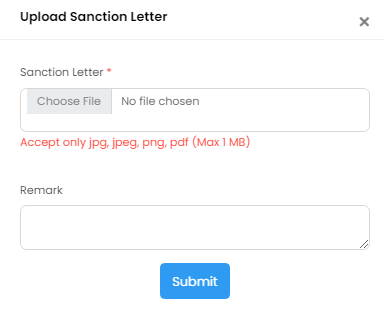 Upload Sanction Letter
Sanction Letter *
Choose File No file chosen
Accept only jpg, jpeg, png, pdf (Max 1 MB)
Remark
Submit